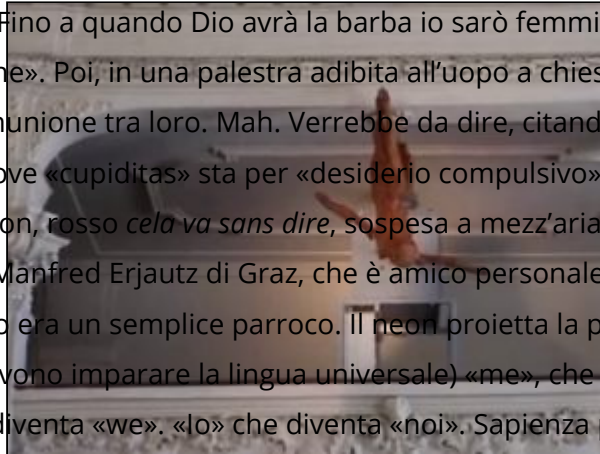 Fino a quando Dio avrà la barba io sarò femmi
ne». Poi, in una palestra adibita all’uopo a chies
munione tra loro. Mah. Verrebbe da dire, citand
ove «cupiditas» sta per «desiderio compulsivo»
on, rosso cela va sans dire, sospesa a mezz’aria
Manfred Erjautz di Graz, che è amico personale
o era un semplice parroco. Il neon proietta la p
vono imparare la lingua universale) «me», che
diventa «we». «Io» che diventa «noi». Sapienza p